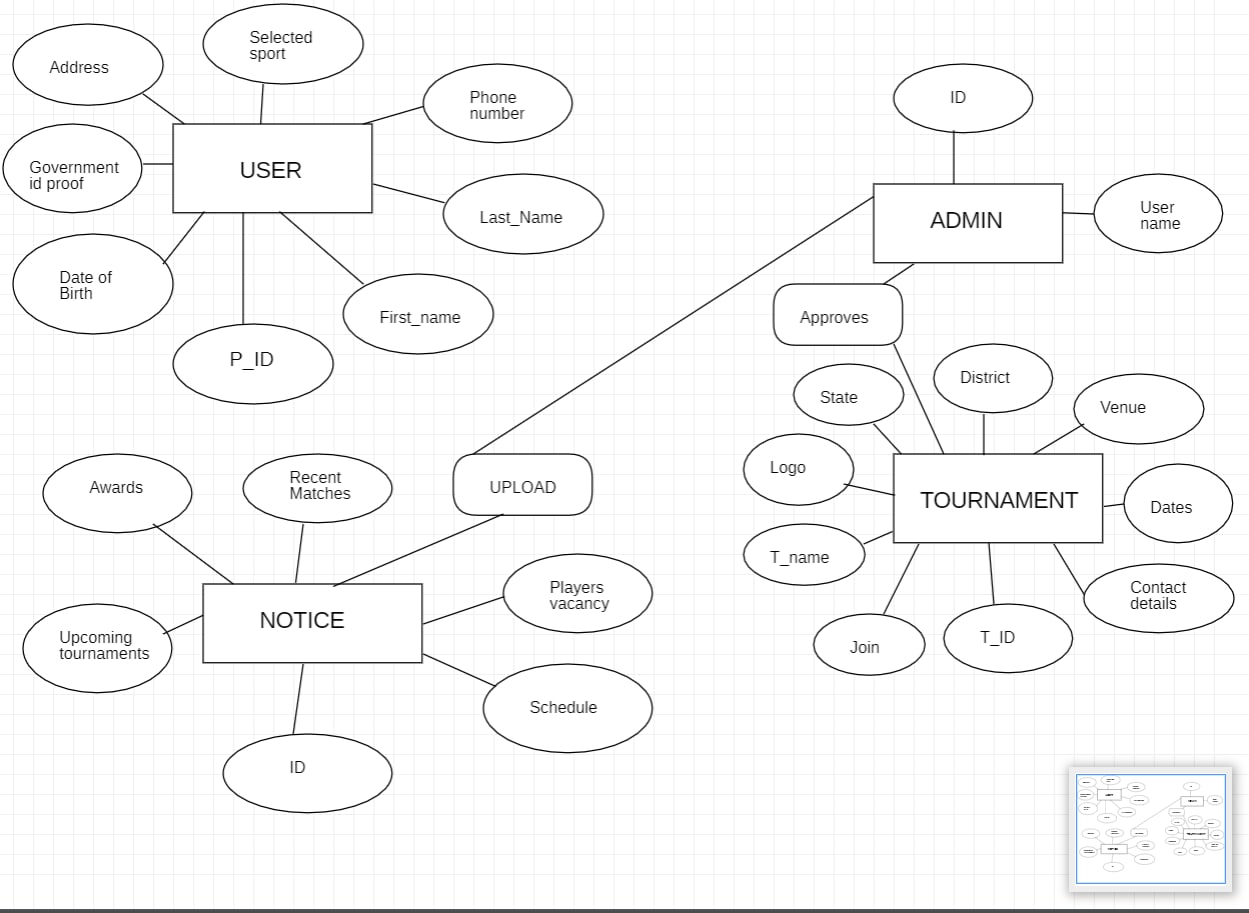 Selected
sport
Address
Phone
number
ID
Government
id proof
USER
Last_Name
ADMIN
User
name
Date of
Birth
First_name
Approves
P_ID
State
District
Venue
Awards
Recent
Matches
UPLOAD
Logo
TOURNAMENT
Dates
T_name
Players
vacancy
Contact
details
NOTICE
Upcoming
tournaments
Join
T_ID
Schedule
ID